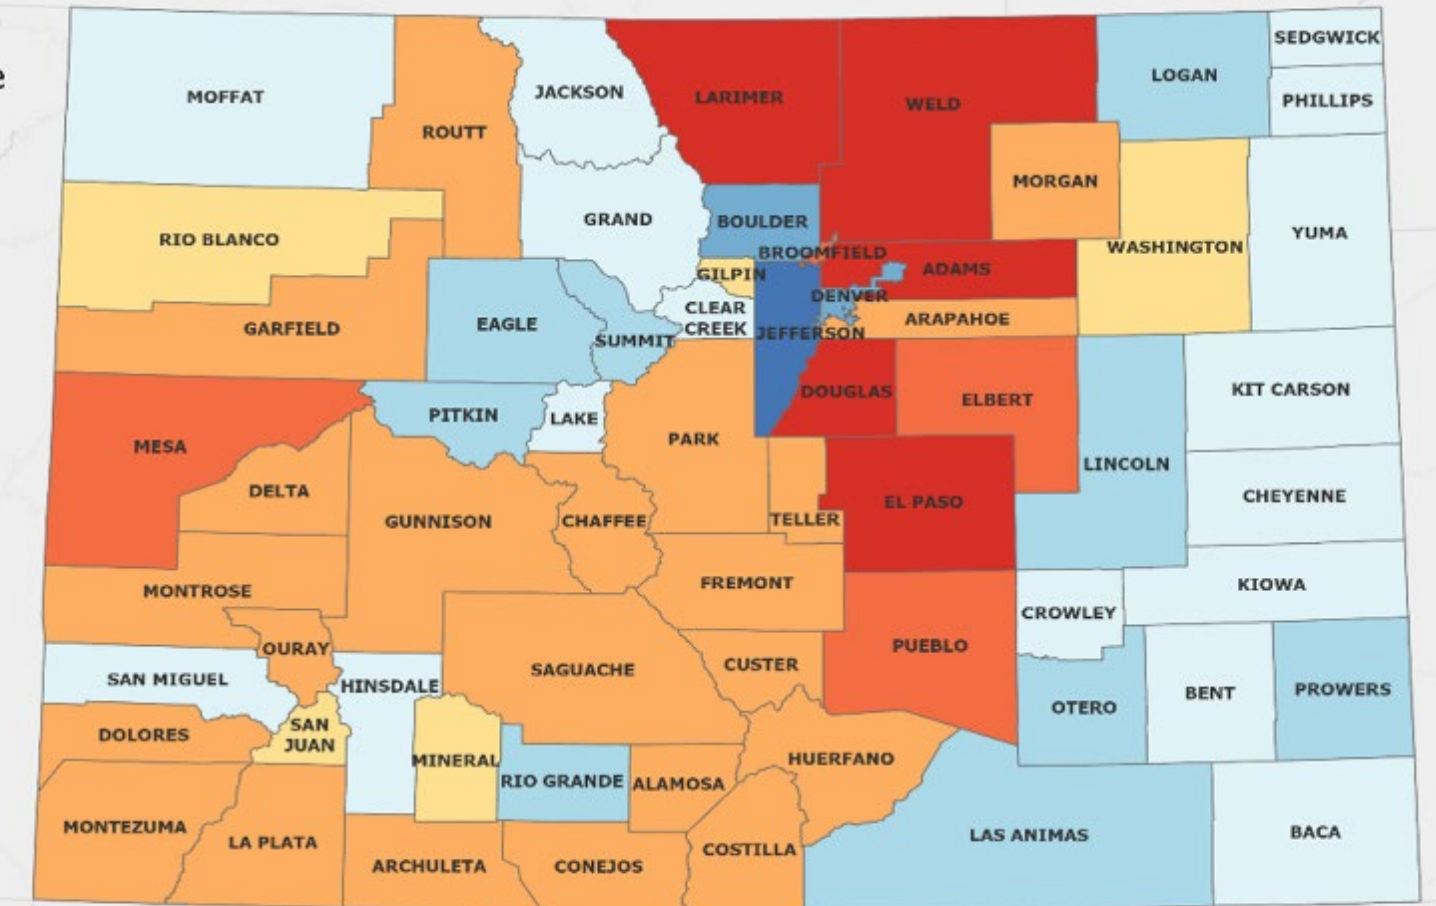 e
MOFFAT
ROUTT
JACKSON
LARIMER
WELD
LOGAN
SEDGWICK
PHILLIPS
MORGAN
RIO BLANCO
GRAND
BOULDER
BROOMFIELD
WASHINGTON
YUMA
GILPIN
ADAMS
GARFIELD
EAGLE
SUMMIT
CLEAR
CREEK
JEFFERSON
DENVER
ARAPAHOE
MESA
PITKIN
LAKE
PARK
DOUGLAS
ELBERT
LINCOLN
KIT CARSON
DELTA
GUNNISON
CHAFFEE
TELLER
EL PASO
CHEYENNE
MONTROSE
FREMONT
KIOWA
CROWLEY
OURAY
SAN MIGUEL
HINSDALE
SAGUACHE
CUSTER
PUEBLO
OTERO
BENT
PROWERS
DOLORES
SAN
JUAN
MINERAL
RIO GRANDE
ALAMOSA
HUERFANO
MONTEZUMA
LA PLATA
ARCHULETA
CONEJOS
COSTILLA
LAS ANIMAS
BACA